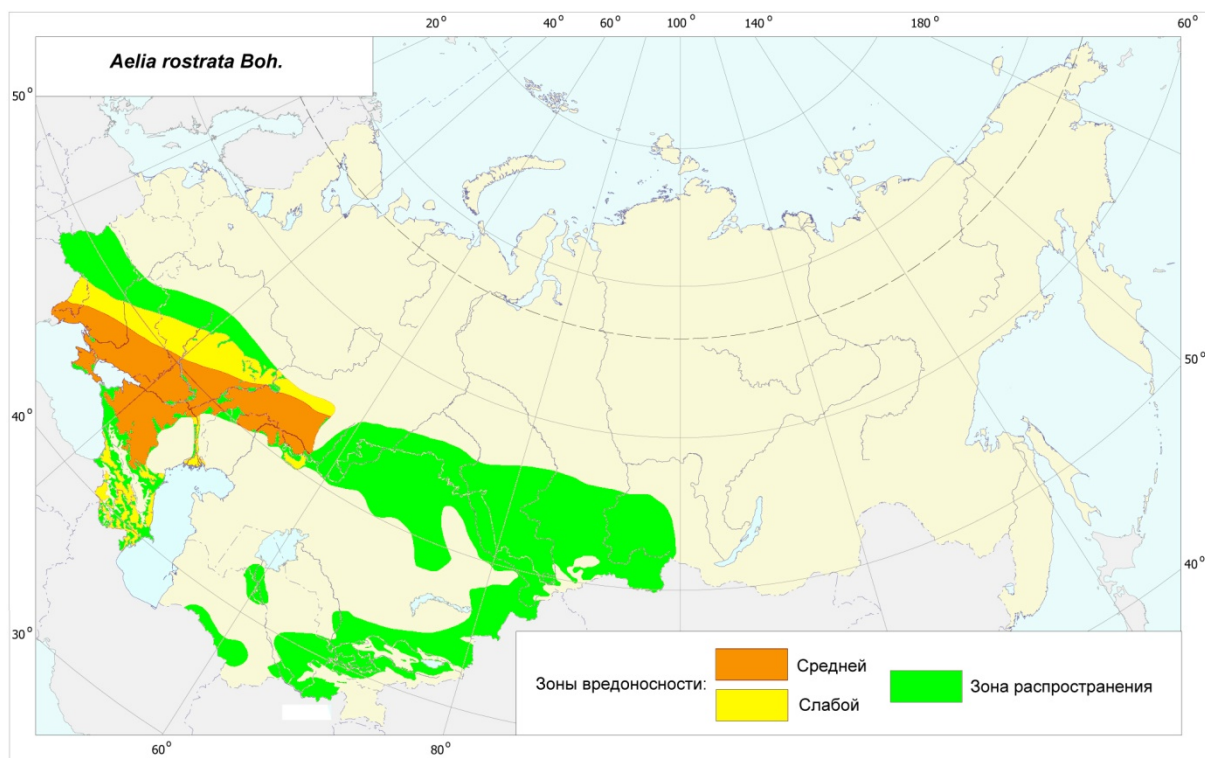 20° 40° 60° 100° 140° 180° 60°
Aelia rostrata Boh.
50°
50°
40°
40°
30°
Средней
Зоны вредоносности: Зона распространения
Слабой
60° 80°